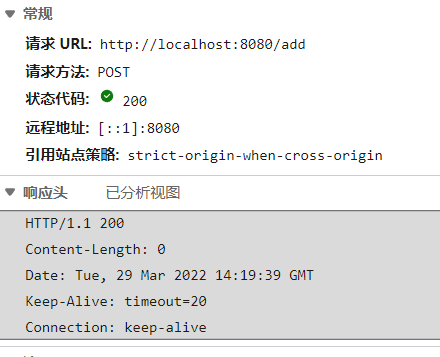 常规
请求 URL: http://localhost:8080/add
请求方法: POST
状态代码: 200
远程地址: [::1]:8080
引用站点策略: strict-origin-when-cross-origin
响应头 已分析视图
HTTP/1.1 200
Content-Length: 0
Date: Tue, 29 Mar 2022 14:19:39 GMT
Keep-Alive: timeout=20
Connection: keep-alive